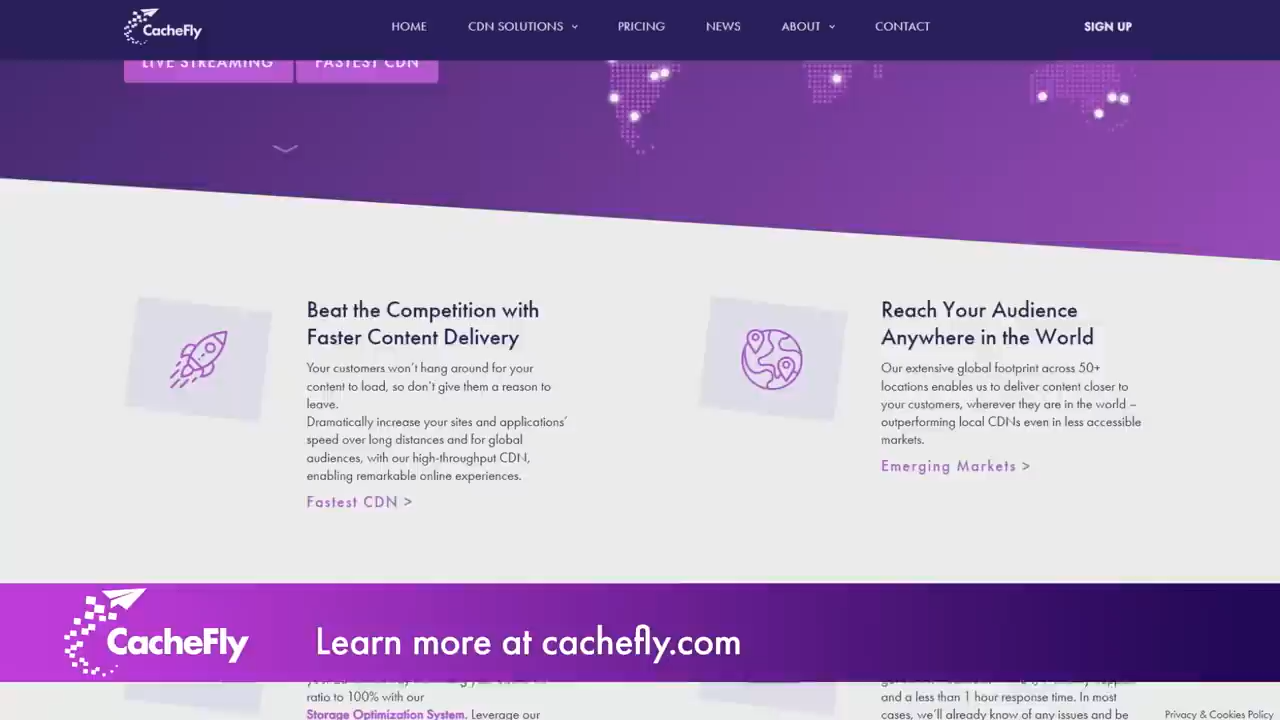 CacheFly
HOME
CDN SOLUTIONS
PRICING
NEWS
ABOUT
CONTACT
SIGN UP
LIVE STREAMING
FASTEST CDN
Beat the Competition with
Faster Content Delivery
Your customers won't hang around for your
content to load, so don't give them a reason to
leave.
Dramatically increase your sites and applications'
speed over long distances and for global
audiences, with our high-throughput CDN,
enabling remarkable online experiences.
Fastest CDN >
Reach Your Audience
Anywhere in the World
Our extensive global footprint across 50+
locations enables us to deliver content closer to
your customers, wherever they are in the world –
outperforming local CDNs even in less accessible
markets.
Emerging Markets >
CacheFly
Learn more at cachefly.com
ratio to 100% with our
Storage Optimization System. Leverage our
and a less than 1 hour response time. In most
cases, we'll already know of any issues and be
Privacy & Cookies Policy